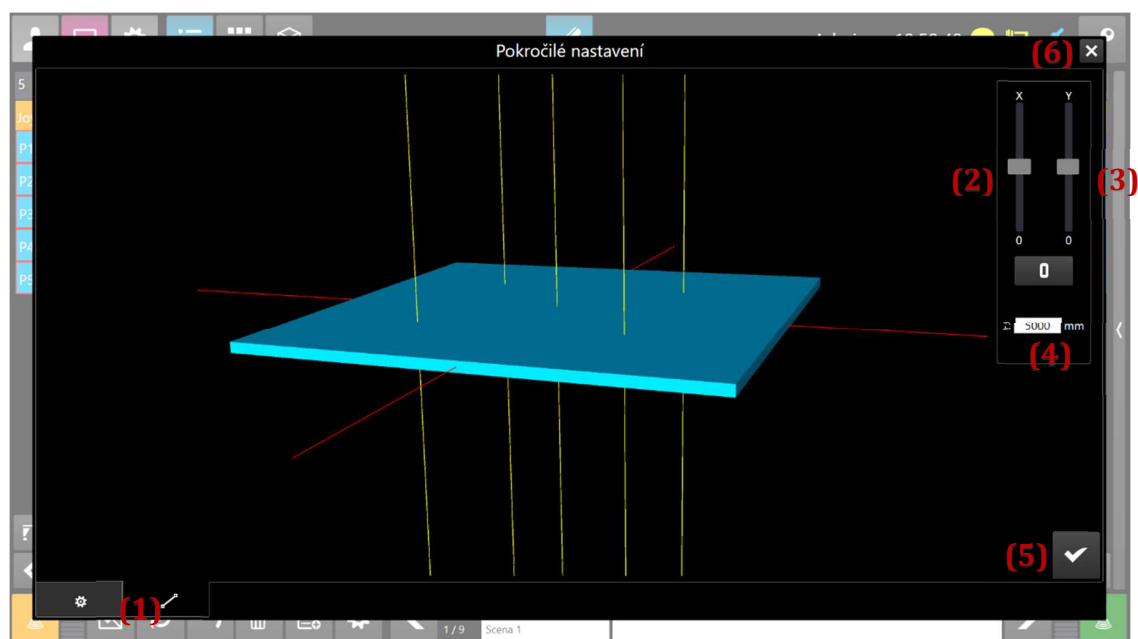 (6)
Pokročilé nastavení
5
P1
P2
P3
P4
P5
X Y
(2) (3)
0 0
0
5000 mm
(4)
(5)
(1)
1/9 Scena 1